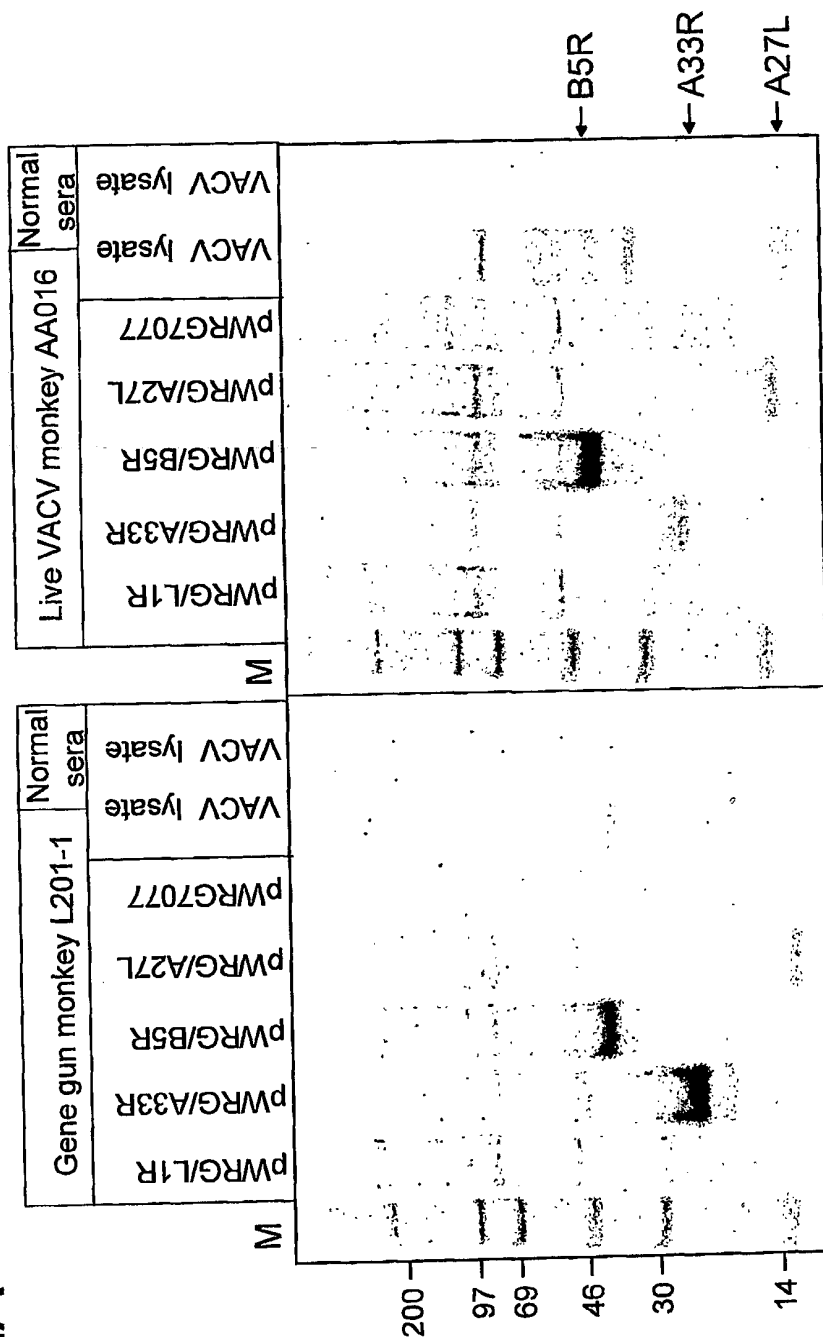 Gene gun monkey L201-1
Normal sera
M
pWRG/L1R
pWRG/A33R
pWRG/B5R
pWRG/A27L
pWRG7077
VACV lysate
VACV lysate
Live VACV monkey AA016
Normal sera
M
pWRG/L1R
pWRG/A33R
pWRG/B5R
pWRG/A27L
pWRG7077
VACV lysate
VACV lysate
200
97
69
46
30
14
B5R
A33R
A27L